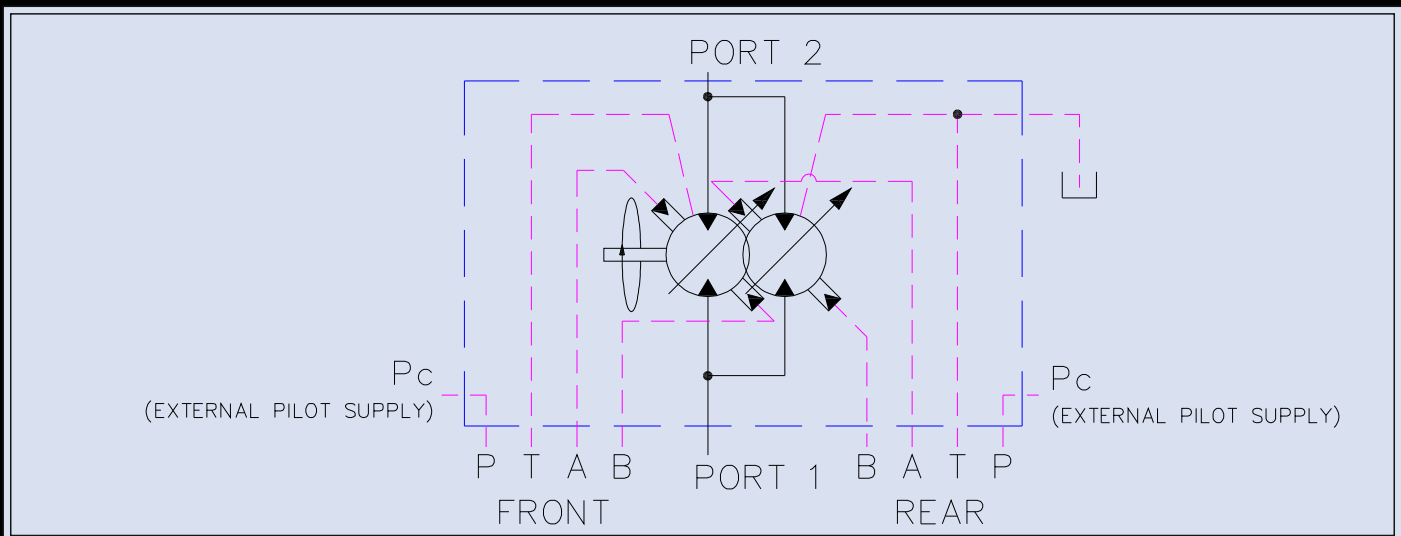 PORT 2
Pc
(EXTERNAL PILOT SUPPLY)
Pc
(EXTERNAL PILOT SUPPLY)
P T A B
PORT 1
B A T P
FRONT
REAR